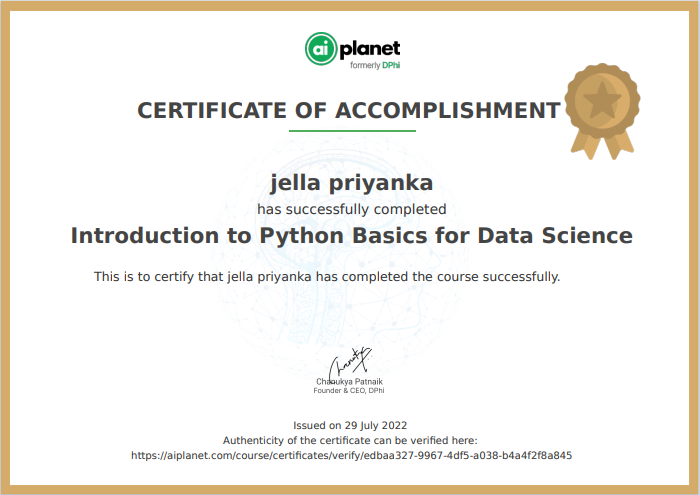 ai planet
formerly DPhi
CERTIFICATE OF ACCOMPLISHMENT
jella priyanka
has successfully completed
Introduction to Python Basics for Data Science
This is to certify that jella priyanka has completed the course successfully.
Chanukya Patnaik
Founder & CEO, DPhi
Issued on 29 July 2022
Authenticity of the certificate can be verified here:
https://aiplanet.com/course/certificates/verify/edbaa327-9967-4df5-a038-b4a4f2f8a845